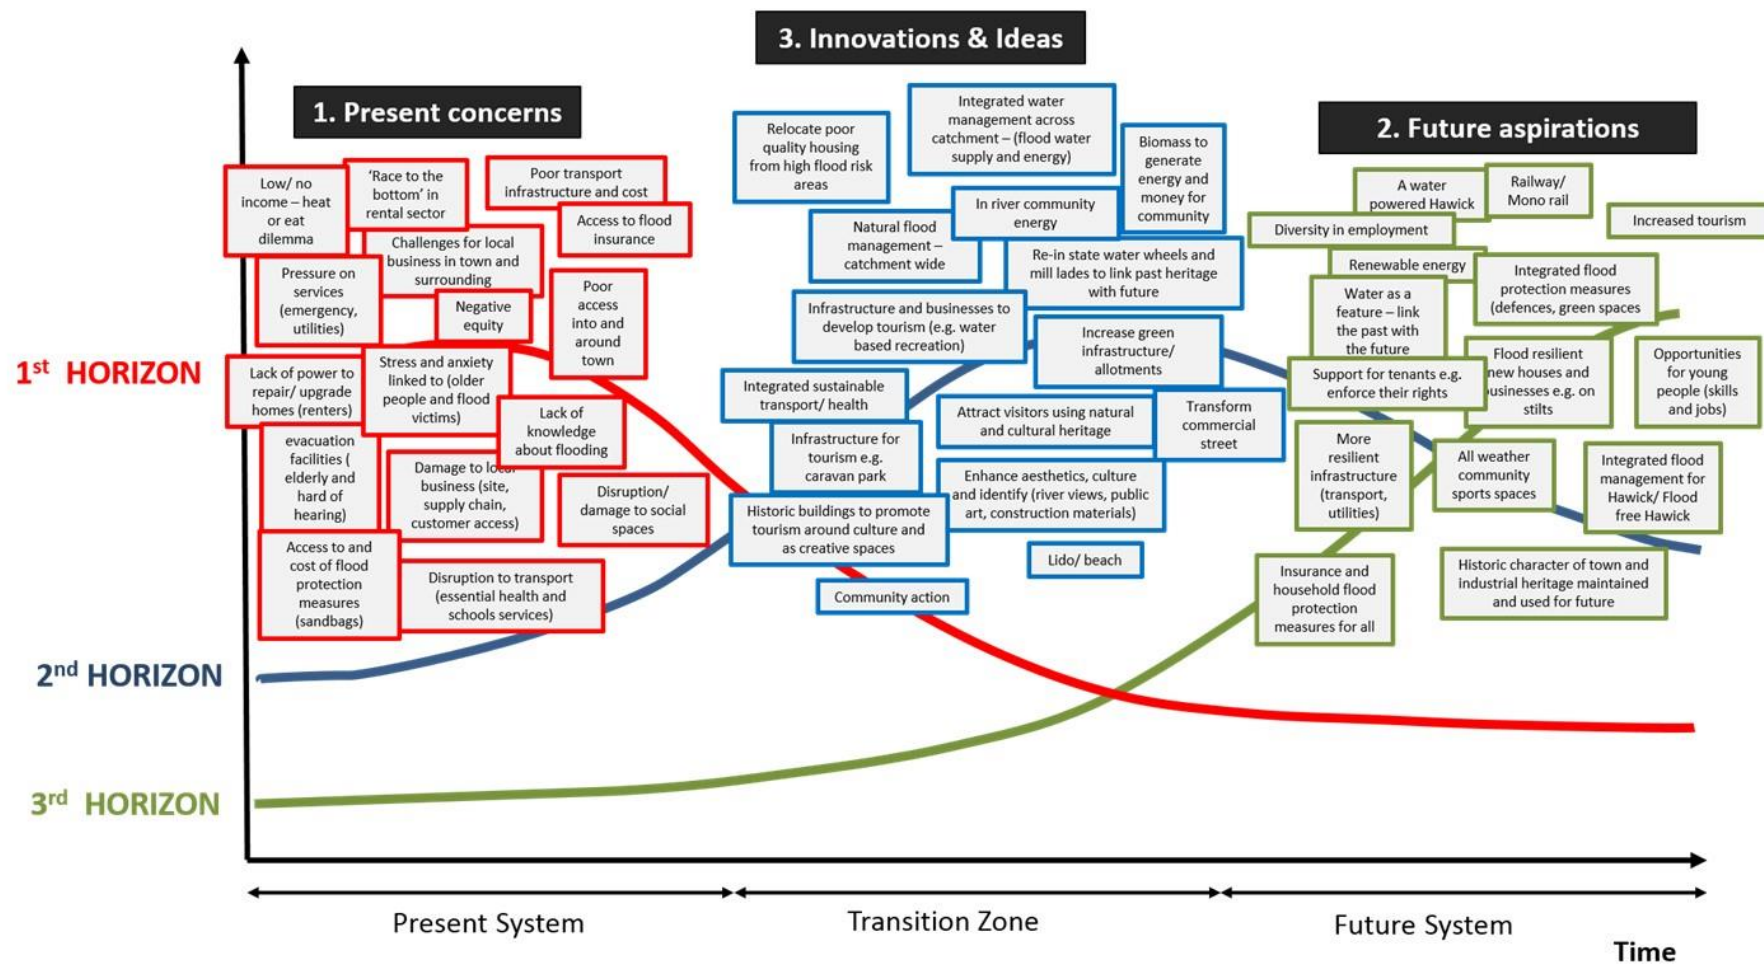 3. Innovations & Ideas
1. Present concerns
2. Future aspirations
Low/ no
income – heat
or eat
dilemma
‘Race to the
bottom’ in
rental sector
Poor transport
infrastructure and cost
Access to flood
insurance
Challenges for local
business in town and
surrounding
Pressure on
services
(emergency,
utilities)
Negative
equity
Poor
access
into and
around
town
1st HORIZON
Lack of power to
repair/ upgrade
homes (renters)
Stress and anxiety
linked to (older
people and flood
victims)
Lack of
knowledge
about flooding
evacuation
facilities (
elderly and
hard of
hearing)
Damage to local
business (site,
supply chain,
customer access)
Disruption/
damage to social
spaces
Access to and
cost of flood
protection
measures
(sandbags)
Disruption to transport
(essential health and
schools services)
Relocate poor
quality housing
from high flood risk
areas
Integrated water
management across
catchment – (flood water
supply and energy)
Biomass to
generate
energy and
money for
community
In river community
energy
Natural flood
management –
catchment wide
Re-in state water wheels and
mill lades to link past heritage
with future
Infrastructure and businesses to
develop tourism (e.g. water
based recreation)
Increase green
infrastructure/
allotments
Integrated sustainable
transport/ health
Attract visitors using natural
and cultural heritage
Transform
commercial
street
Infrastructure for
tourism e.g.
caravan park
Enhance aesthetics, culture
and identify (river views, public
art, construction materials)
Historic buildings to promote
tourism around culture and
as creative spaces
Lido/ beach
Community action
A water
powered Hawick
Railway/
Mono rail
Increased tourism
Diversity in employment
Renewable energy
Integrated flood
protection measures
(defences, green spaces
Water as a
feature – link
the past with
the future
Flood resilient
new houses and
businesses e.g. on
stilts
Opportunities
for young
people (skills
and jobs)
Support for tenants e.g.
enforce their rights
More
resilient
infrastructure
(transport,
utilities)
All weather
community
sports spaces
Integrated flood
management for
Hawick/ Flood
free Hawick
Insurance and
household flood
protection
measures for all
Historic character of town and
industrial heritage maintained
and used for future
2nd HORIZON
3rd HORIZON
Present System
Transition Zone
Future System
Time